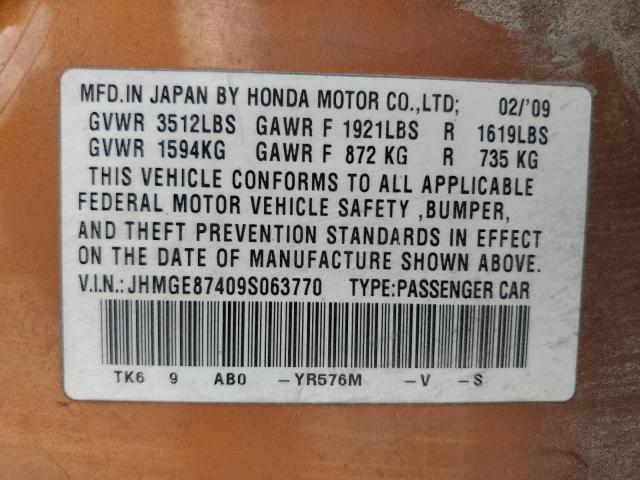 MFD.IN JAPAN BY HONDA MOTOR CO.,LTD; 02/'09
GVWR 3512LBS GAWR F 1921LBS R 1619LBS
GVWR 1594KG GAWR F 872 KG R 735 KG
THIS VEHICLE CONFORMS TO ALL APPLICABLE
FEDERAL MOTOR VEHICLE SAFETY ,BUMPER,
AND THEFT PREVENTION STANDARDS IN EFFECT
ON THE DATE OF MANUFACTURE SHOWN ABOVE.
V.I.N.:JHMGE87409S063770 TYPE:PASSENGER CAR
TK6 9 AB0 -YR576M -V -S